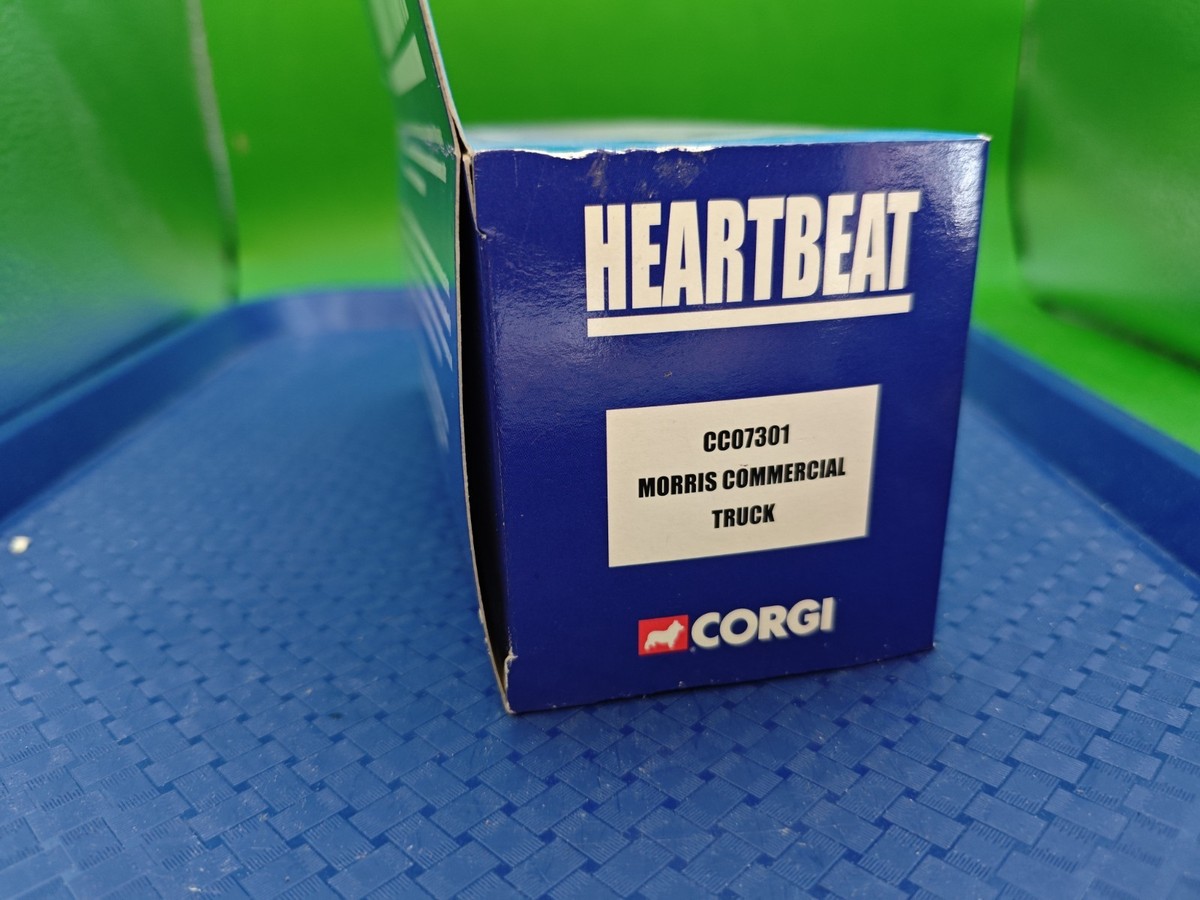 HEARTBEAT
CC07301
MORRIS COMMERCIAL
TRUCK
CORGI